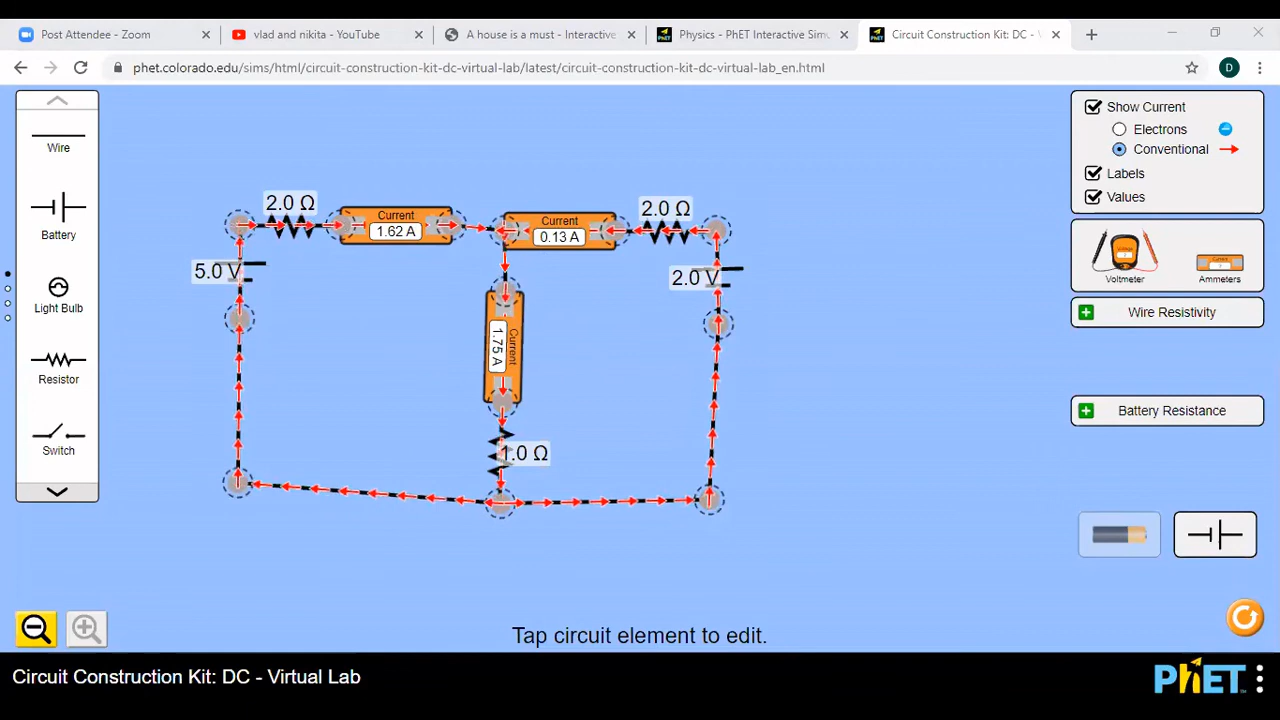 Post Attendee - Zoom
vlad and nikita - YouTube
A house is a must - Interactive
Physics - PhET Interactive Simu
Circuit Construction Kit: DC -
phet.colorado.edu/sims/html/circuit-construction-kit-dc-virtual-lab/latest/circuit-construction-kit-dc-virtual-lab_en.html
D
Wire
Battery
Light Bulb
Resistor
Switch
2.0 Ω
Current
1.62 A
Current
0.13 A
2.0 Ω
5.0 V
2.0 V
Current
1.75 A
1.0 Ω
Show Current
Electrons
Conventional
Labels
Values
Voltmeter
Ammeters
Wire Resistivity
Battery Resistance
Tap circuit element to edit.
Circuit Construction Kit: DC - Virtual Lab
PhET